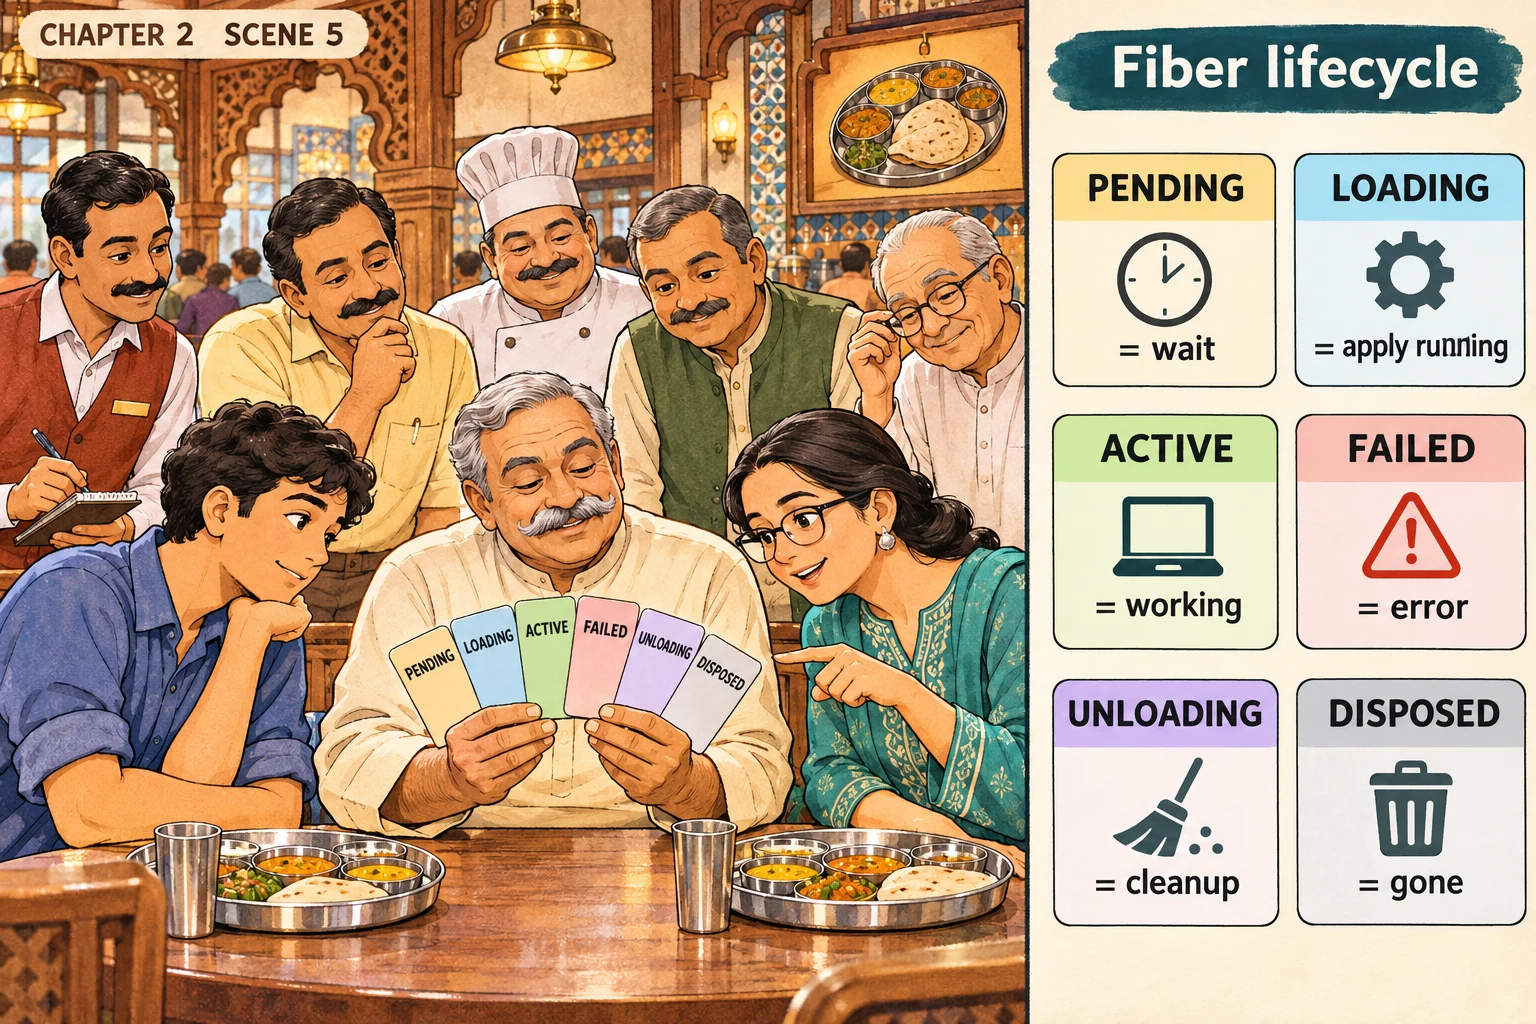 CHAPTER 2 SCENE 5
PENDING
LOADING
ACTIVE
FAILED
UNLOADING
DISPOSED
Fiber lifecycle
PENDING
= wait
LOADING
= apply running
ACTIVE
= working
FAILED
= error
UNLOADING
= cleanup
DISPOSED
= gone